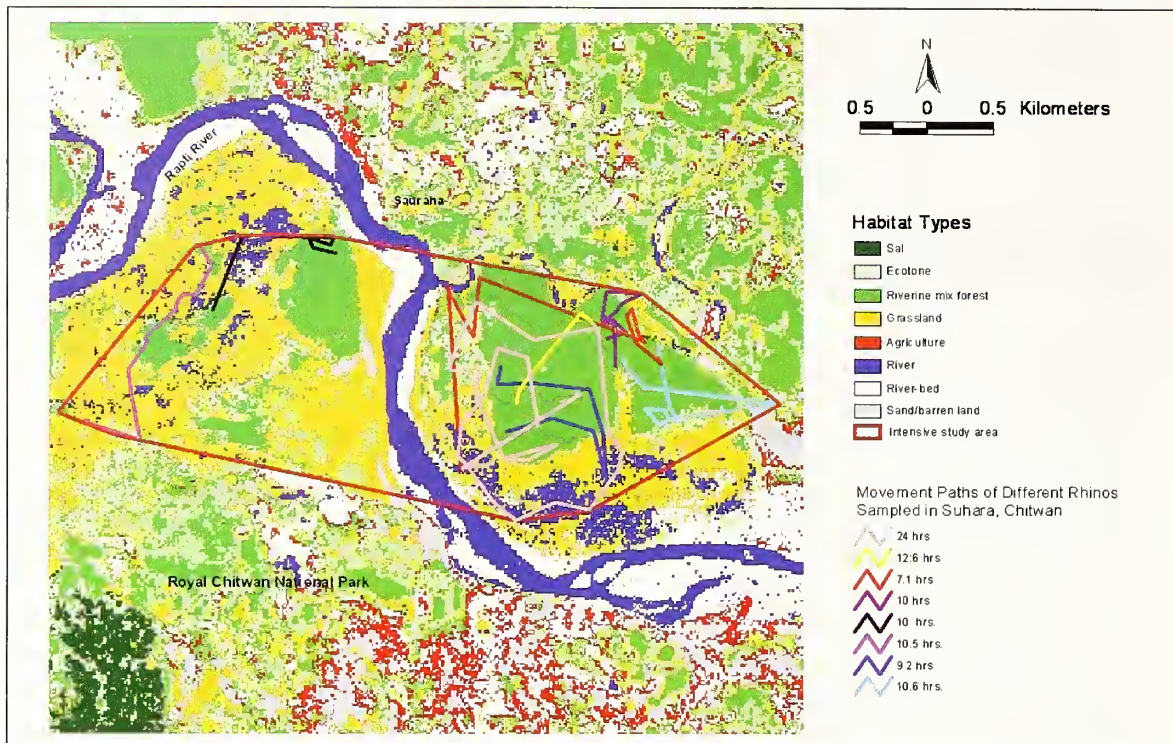 Rapti River
Sauraha
Royal Chitwan National Park
N
0.5 0 0.5 Kilometers
Habitat Types
Sal
Ecotone
Riverine mix forest
Grassland
Agriculture
River
River-bed
Sand/barren land
Intensive study area
Movement Paths of Different Rhinos
Sampled in Suhara, Chitwan
24 hrs
12.6 hrs
7.1 hrs
10 hrs
10 hrs.
10.5 hrs
9.2 hrs
10.6 hrs.